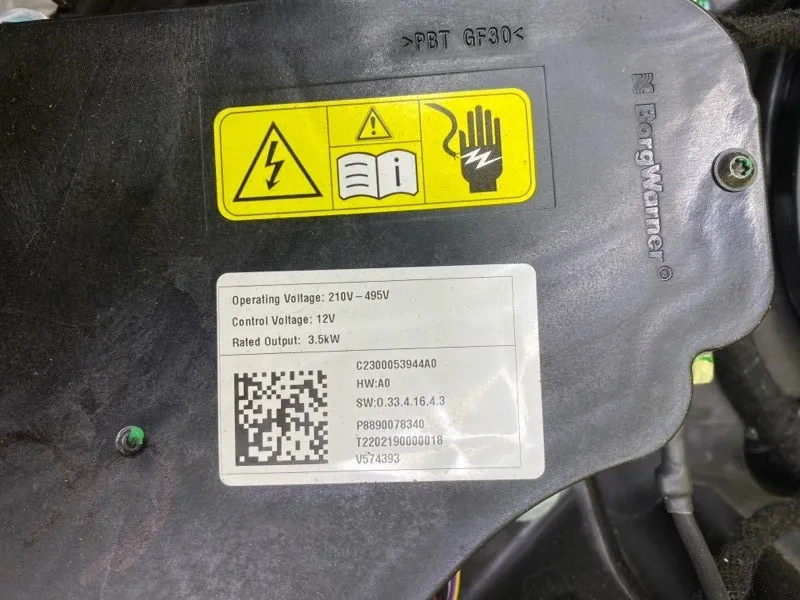 >PBT GF30<
BorgWarner®
i
Operating Voltage: 210V – 495V
Control Voltage: 12V
Rated Output: 3.5kW
C2300053944A0
HW:A0
SW:0.33.4.16.4.3
P8890078340
T2202190000018
V574393